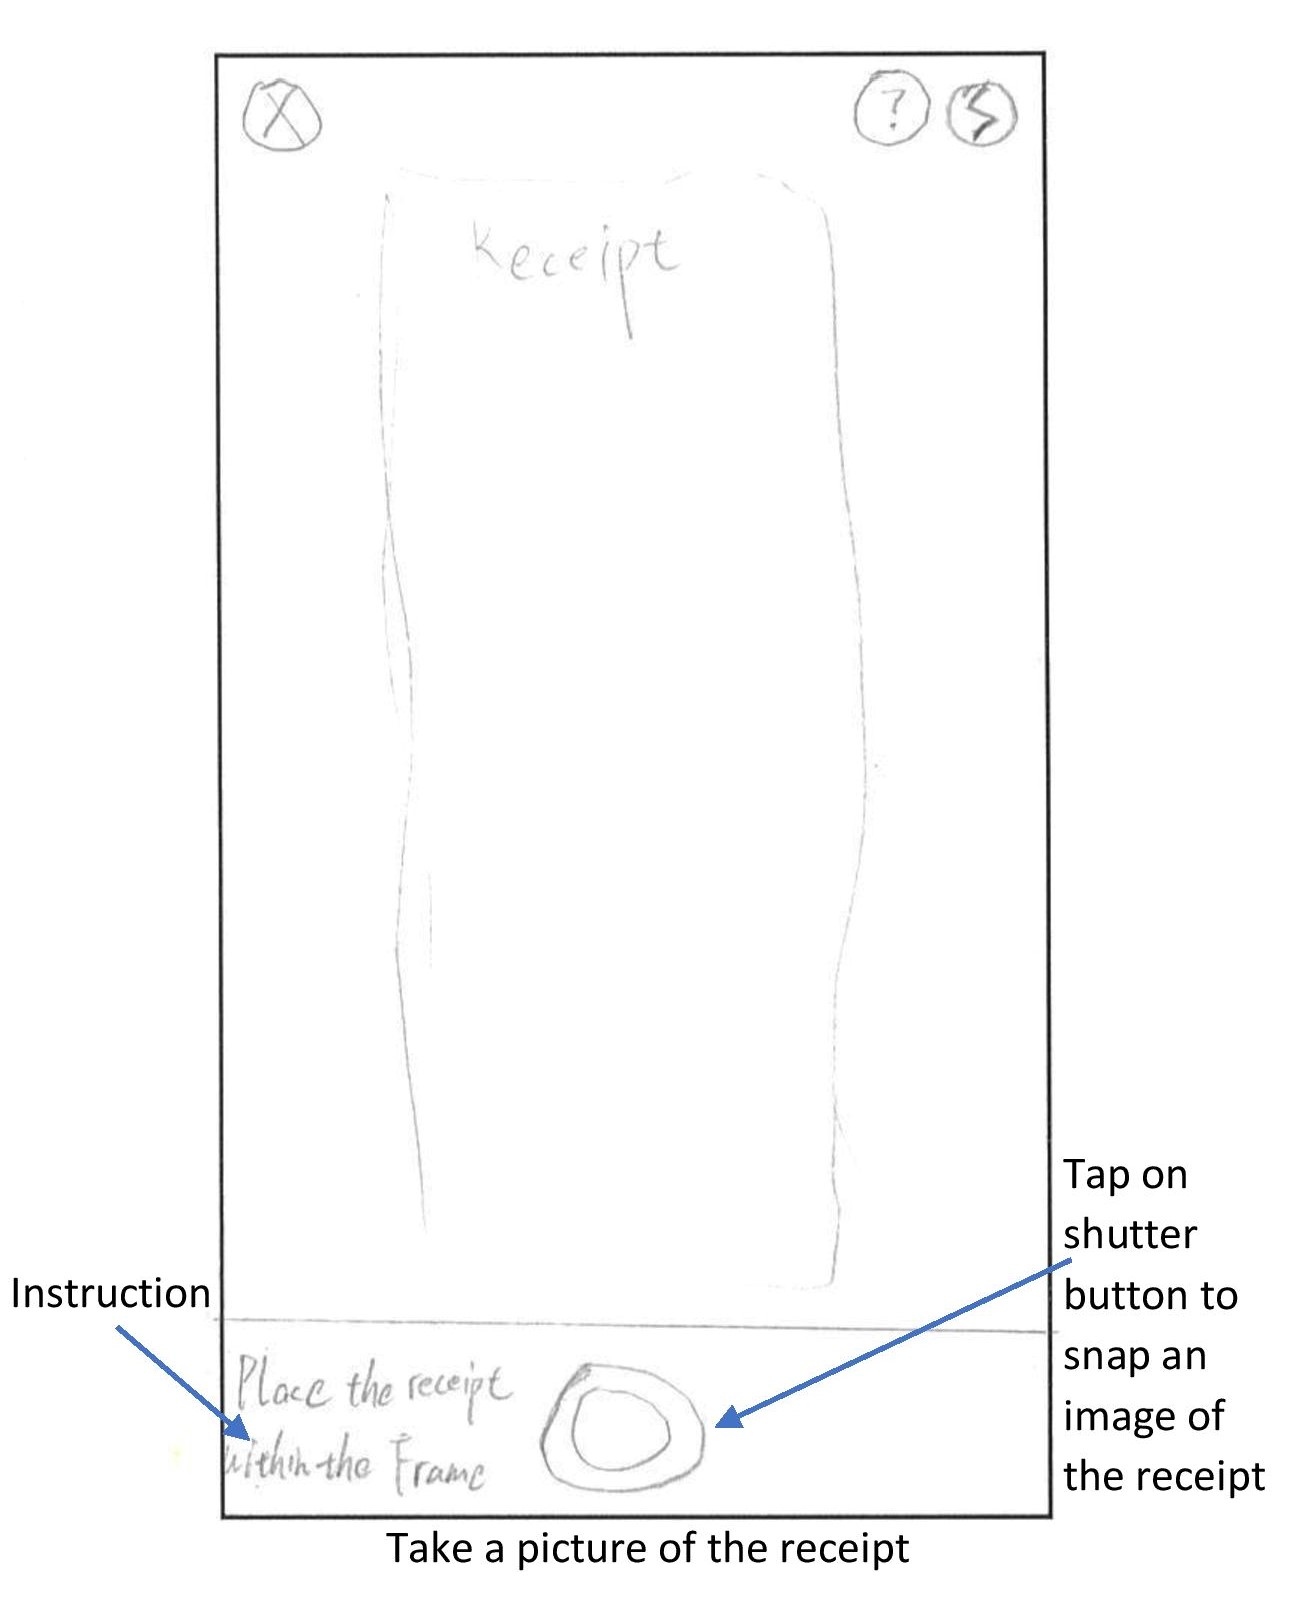 X
?
Receipt
Tap on
shutter
button to
snap an
image of
the receipt
Instruction
Place the receipt
within the Frame
Take a picture of the receipt